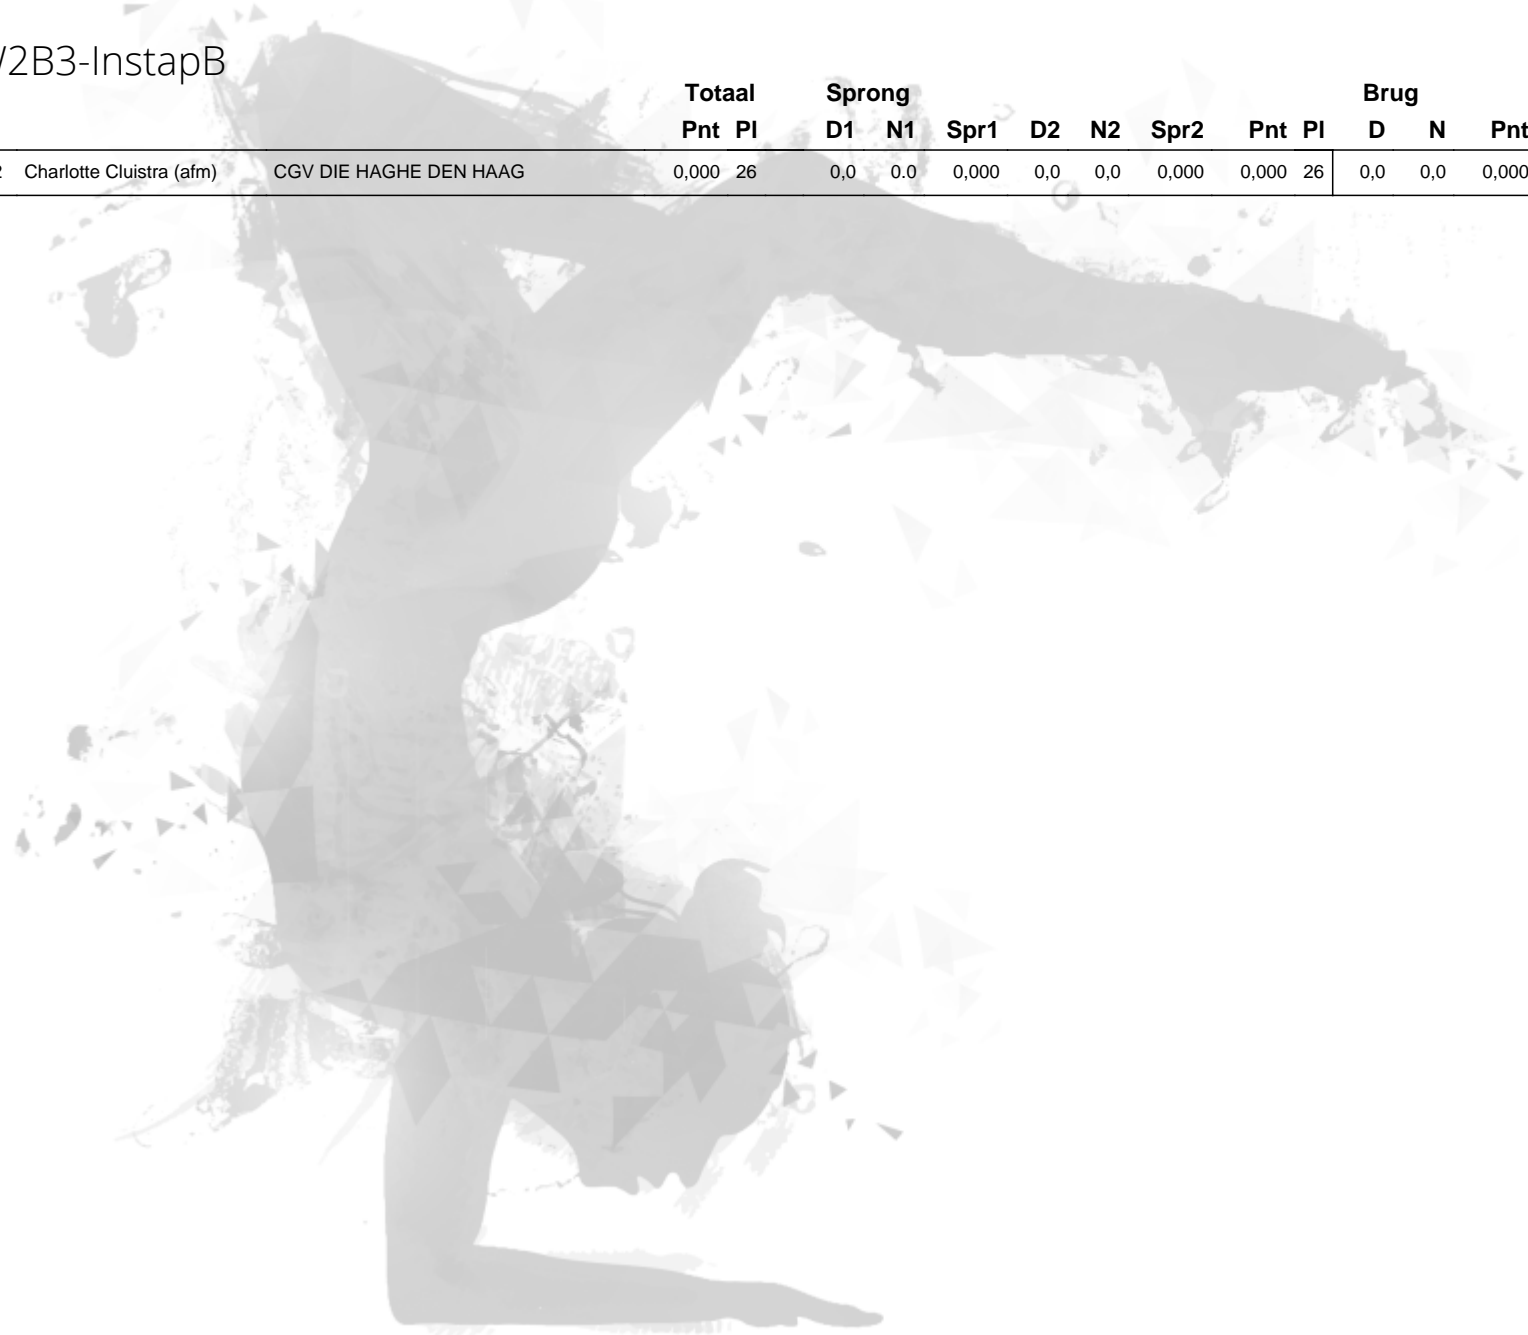 2B3-InstapB
Totaal Sprong Brug
Pnt Pl D1 N1 Spr1 D2 N2 Spr2 Pnt Pl D N Pnt
2 Charlotte Cluistra (afm) CGV DIE HAGHE DEN HAAG 0,000 26 0,0 0.0 0,000 0,0 0,0 0,000 0,000 26 0,0 0,0 0,000